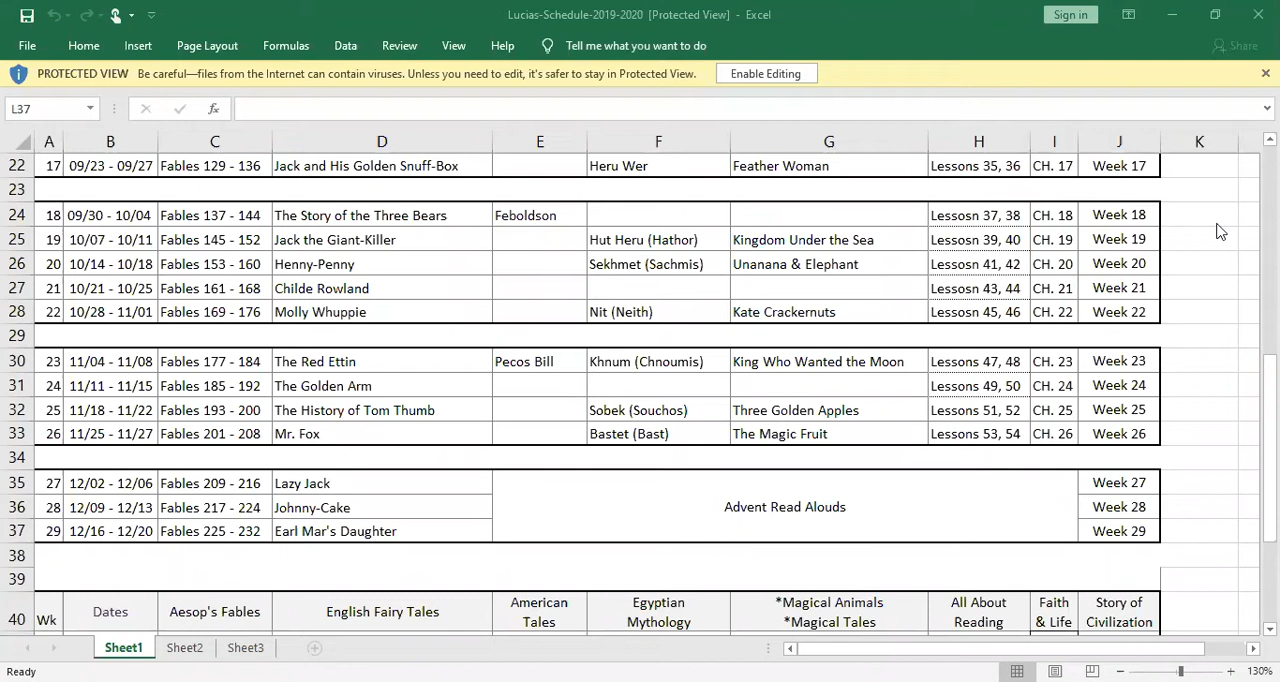 Lucias-Schedule-2019-2020 [Protected View] - Excel
Sign in
File Home Insert Page Layout Formulas Data Review View Help Tell me what you want to do Share
PROTECTED VIEW Be careful—files from the Internet can contain viruses. Unless you need to edit, it's safer to stay in Protected View. Enable Editing
L37 fx
A B C D E F G H I J K
22 17 09/23 - 09/27 Fables 129 - 136 Jack and His Golden Snuff-Box Heru Wer Feather Woman Lessons 35, 36 CH. 17 Week 17
23
24 18 09/30 - 10/04 Fables 137 - 144 The Story of the Three Bears Feboldson Lessosn 37, 38 CH. 18 Week 18
25 19 10/07 - 10/11 Fables 145 - 152 Jack the Giant-Killer Hut Heru (Hathor) Kingdom Under the Sea Lessosn 39, 40 CH. 19 Week 19
26 20 10/14 - 10/18 Fables 153 - 160 Henny-Penny Sekhmet (Sachmis) Unanana & Elephant Lessosn 41, 42 CH. 20 Week 20
27 21 10/21 - 10/25 Fables 161 - 168 Childe Rowland Lessosn 43, 44 CH. 21 Week 21
28 22 10/28 - 11/01 Fables 169 - 176 Molly Whuppie Nit (Neith) Kate Crackernuts Lessosn 45, 46 CH. 22 Week 22
29
30 23 11/04 - 11/08 Fables 177 - 184 The Red Ettin Pecos Bill Khnum (Chnoumis) King Who Wanted the Moon Lessons 47, 48 CH. 23 Week 23
31 24 11/11 - 11/15 Fables 185 - 192 The Golden Arm Lessons 49, 50 CH. 24 Week 24
32 25 11/18 - 11/22 Fables 193 - 200 The History of Tom Thumb Sobek (Souchos) Three Golden Apples Lessons 51, 52 CH. 25 Week 25
33 26 11/25 - 11/27 Fables 201 - 208 Mr. Fox Bastet (Bast) The Magic Fruit Lessons 53, 54 CH. 26 Week 26
34
35 27 12/02 - 12/06 Fables 209 - 216 Lazy Jack Week 27
36 28 12/09 - 12/13 Fables 217 - 224 Johnny-Cake Advent Read Alouds Week 28
37 29 12/16 - 12/20 Fables 225 - 232 Earl Mar's Daughter Week 29
38
39
40 Wk Dates Aesop's Fables English Fairy Tales American Egyptian *Magical Animals All About Faith Story of
Tales Mythology *Magical Tales Reading & Life Civilization
Sheet1 Sheet2 Sheet3
Ready 130%